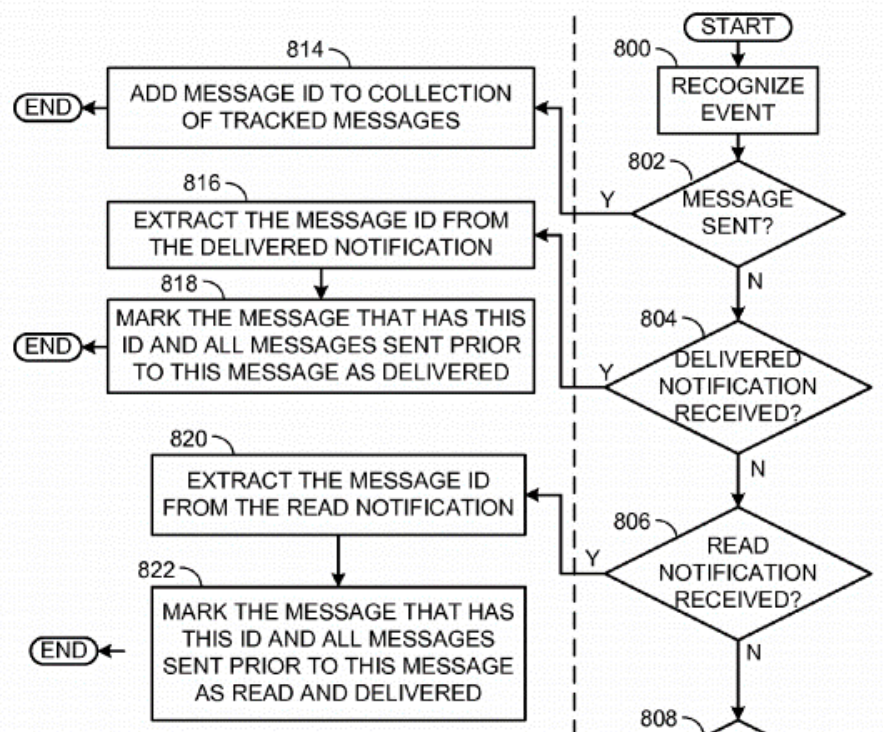 START
800
RECOGNIZE
EVENT
802
MESSAGE
SENT?
Y
N
814
ADD MESSAGE ID TO COLLECTION
OF TRACKED MESSAGES
END
804
DELIVERED
NOTIFICATION
RECEIVED?
Y
N
816
EXTRACT THE MESSAGE ID FROM
THE DELIVERED NOTIFICATION
818
MARK THE MESSAGE THAT HAS THIS
ID AND ALL MESSAGES SENT PRIOR
TO THIS MESSAGE AS DELIVERED
END
806
READ
NOTIFICATION
RECEIVED?
Y
N
820
EXTRACT THE MESSAGE ID
FROM THE READ NOTIFICATION
822
MARK THE MESSAGE THAT HAS
THIS ID AND ALL MESSAGES
SENT PRIOR TO THIS MESSAGE
AS READ AND DELIVERED
END
808